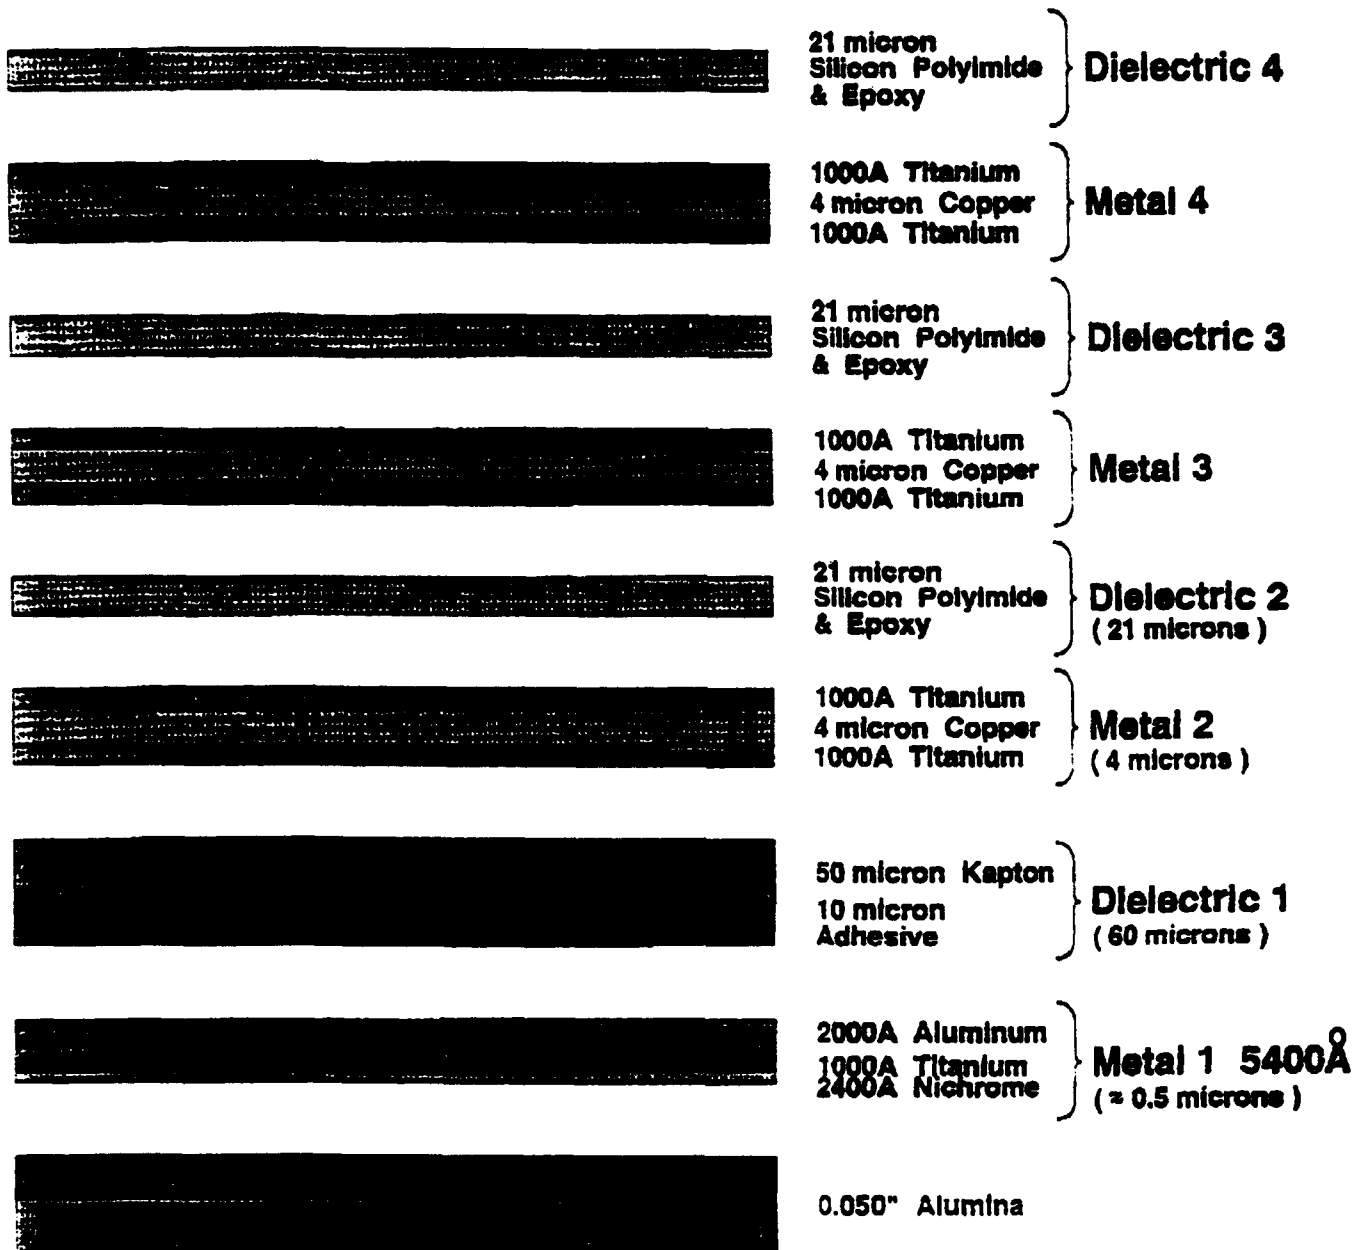 21 micron
Silicon Polyimide
& Epoxy
Dielectric 4
1000A Titanium
4 micron Copper
1000A Titanium
Metal 4
21 micron
Silicon Polyimide
& Epoxy
Dielectric 3
1000A Titanium
4 micron Copper
1000A Titanium
Metal 3
21 micron
Silicon Polyimide
& Epoxy
Dielectric 2
( 21 microns )
1000A Titanium
4 micron Copper
1000A Titanium
Metal 2
( 4 microns )
50 micron Kapton
10 micron
Adhesive
Dielectric 1
( 60 microns )
2000A Aluminum
1000A Titanium
2400A Nichrome
Metal 1 5400Å
( ≈ 0.5 microns )
0.050" Alumina